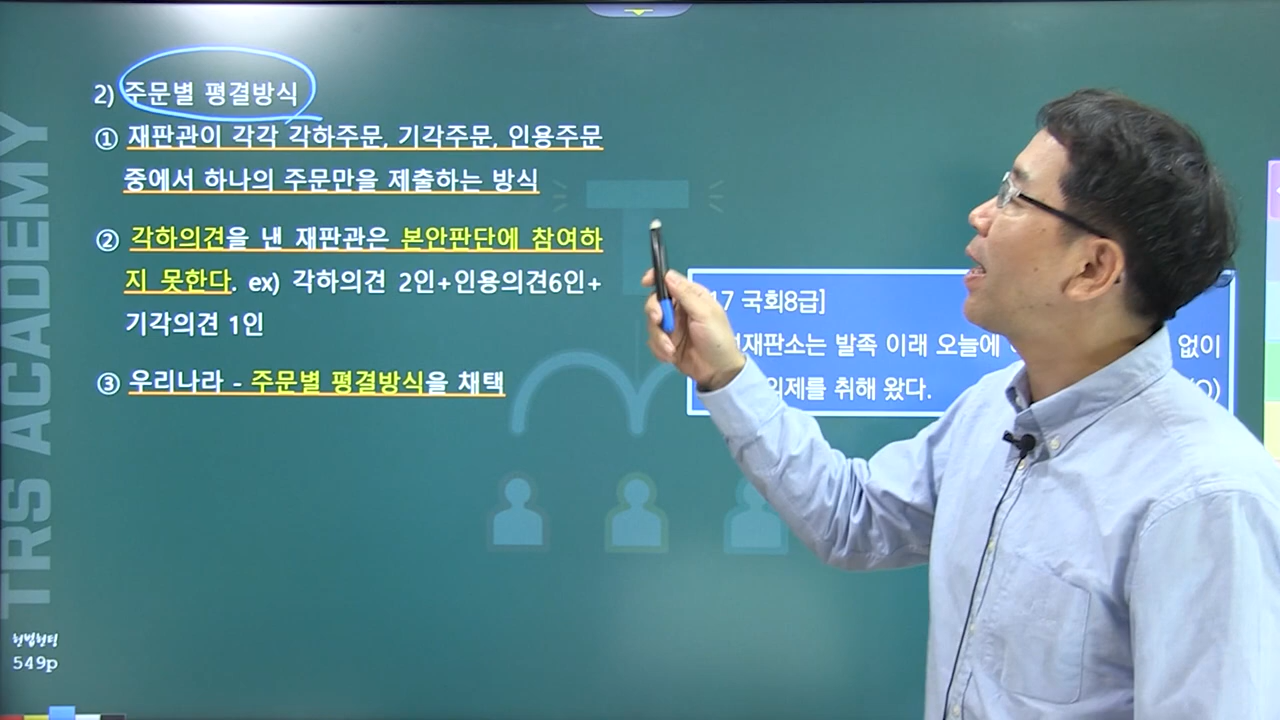 2) 주문별 평결방식
① 재판관이 각각 각하주문, 기각주문, 인용주문
중에서 하나의 주문만을 제출하는 방식
② 각하의견을 낸 재판관은 본안판단에 참여하
지 못한다. ex) 각하의견 2인+인용의견6인+
기각의견 1인
③ 우리나라 - 주문별 평결방식을 채택
17 국회8급]
재판소는 발족 이래 오늘에 없이
취해 왔다. (O)
TRS ACADEMY
헌법헌터
549p